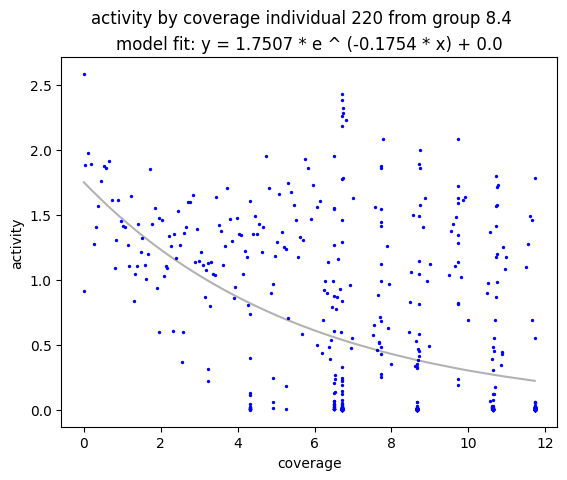 activity by coverage individual 220 from group 8.4
model fit: y = 1.7507 * e ^ (-0.1754 * x) + 0.0
2.5
2.0
1.5
1.0
0.5
0.0
activity
0 2 4 6 8 10 12
coverage